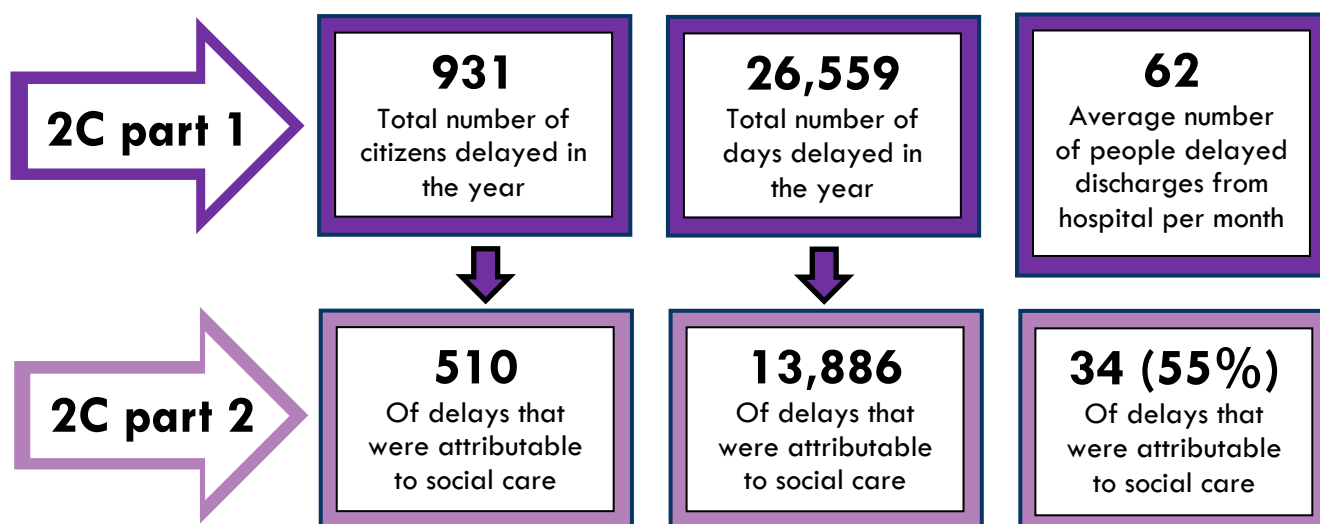 2C part 1
931
Total number of
citizens delayed in
the year
26,559
Total number of
days delayed in
the year
62
Average number
of people delayed
discharges from
hospital per month
2C part 2
510
Of delays that
were attributable
to social care
13,886
Of delays that
were attributable
to social care
34 (55%)
Of delays that
were attributable
to social care